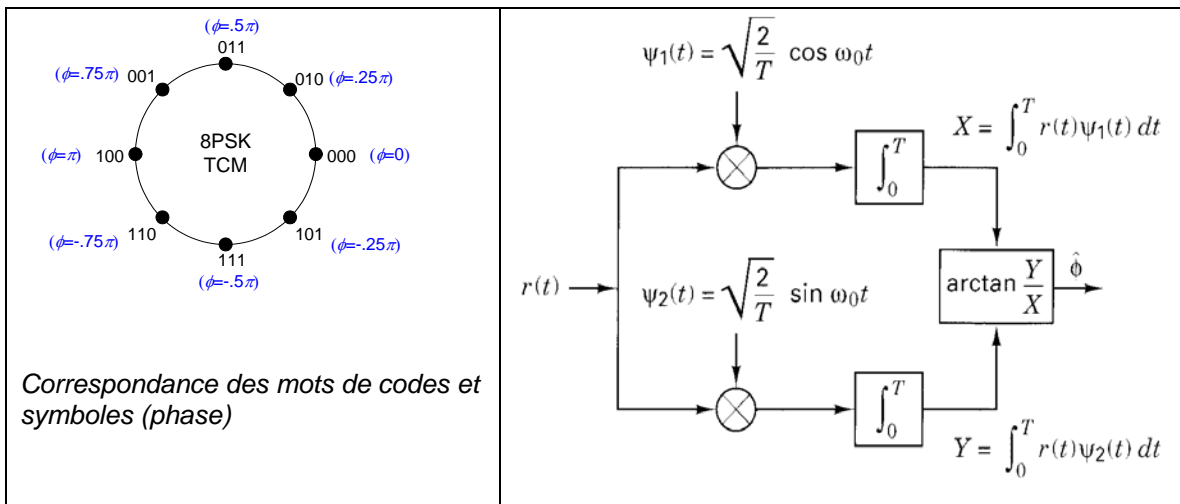 (ϕ=.5π)
011
(ϕ=.75π) 001
010 (ϕ=.25π)
8PSK
TCM
(ϕ=π) 100
000 (ϕ=0)
110
101
(ϕ=-.75π)
(ϕ=-.25π)
111
(ϕ=-.5π)
Correspondance des mots de codes et
symboles (phase)
ψ₁(t) = √(2/T) cos ω₀t
X = ∫₀ᵀ r(t)ψ₁(t) dt
∫₀ᵀ
r(t)
ψ₂(t) = √(2/T) sin ω₀t
arctan Y/X
ϕ̂
∫₀ᵀ
Y = ∫₀ᵀ r(t)ψ₂(t) dt